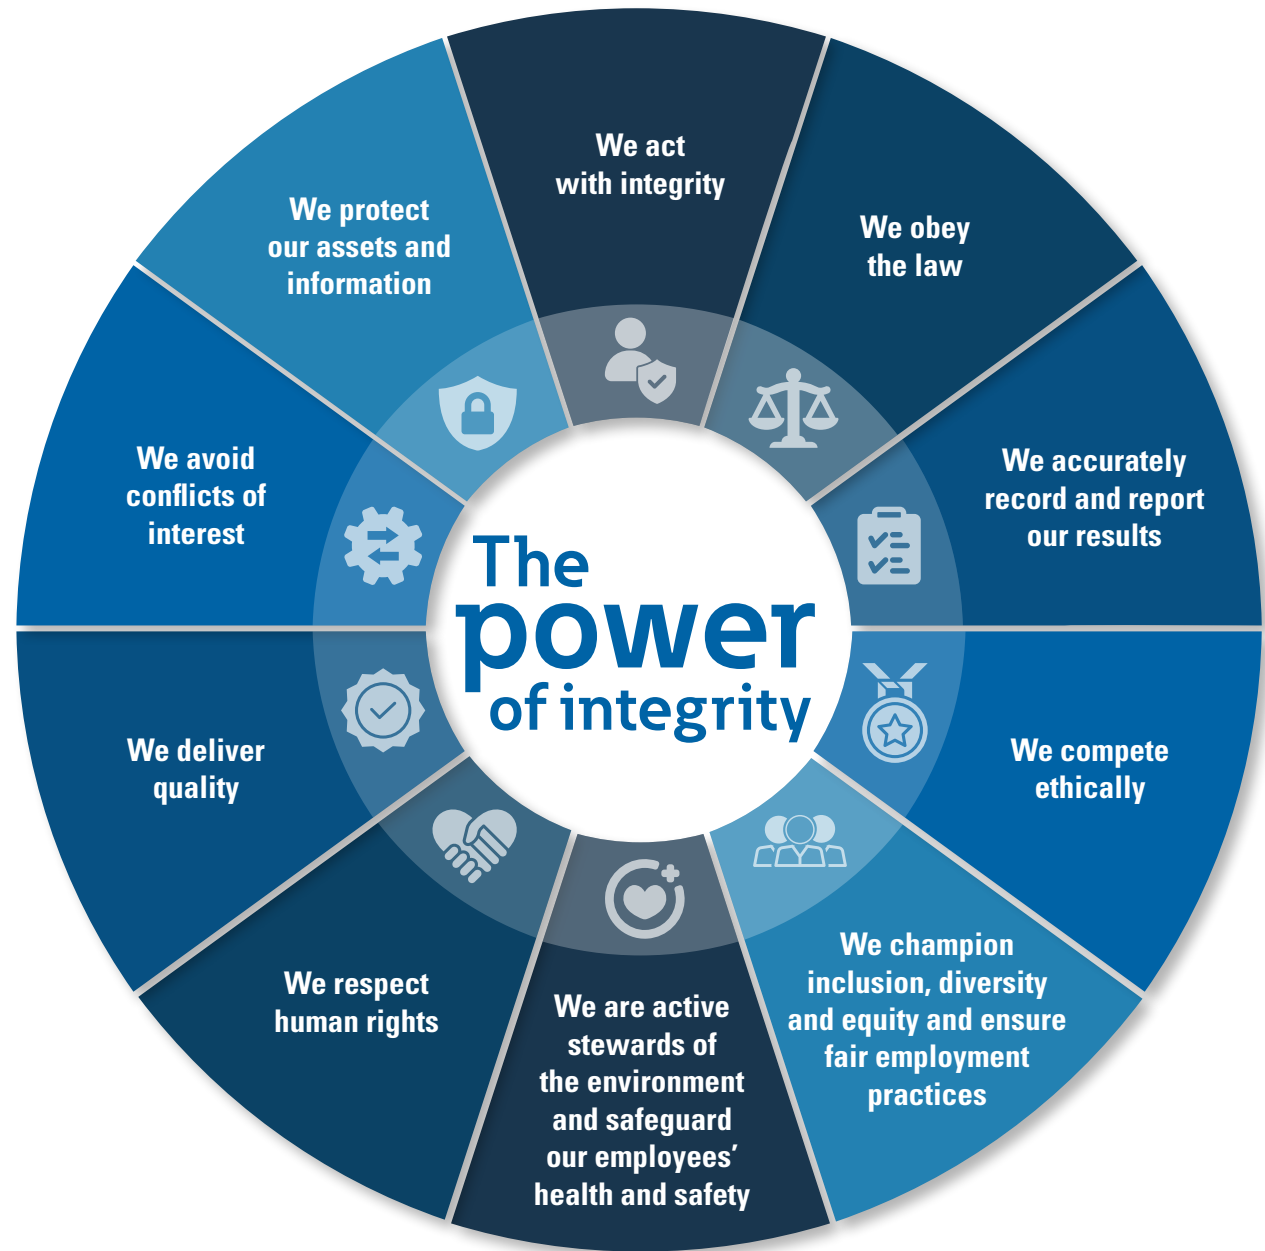 We act
with integrity
We obey
the law
We accurately
record and report
our results
We compete
ethically
We champion
inclusion, diversity
and equity and ensure
fair employment
practices
We are active
stewards of
the environment
and safeguard
our employees’
health and safety
We respect
human rights
We deliver
quality
We avoid
conflicts of
interest
We protect
our assets and
information
The
power
of integrity